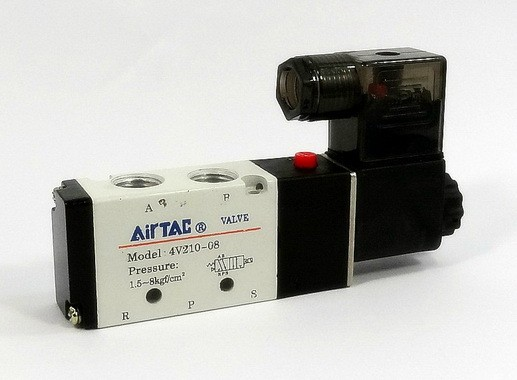 A B
AirTAC ® VALVE
Model: 4V210-08
Pressure:
1.5~8kgf/cm²
R P S